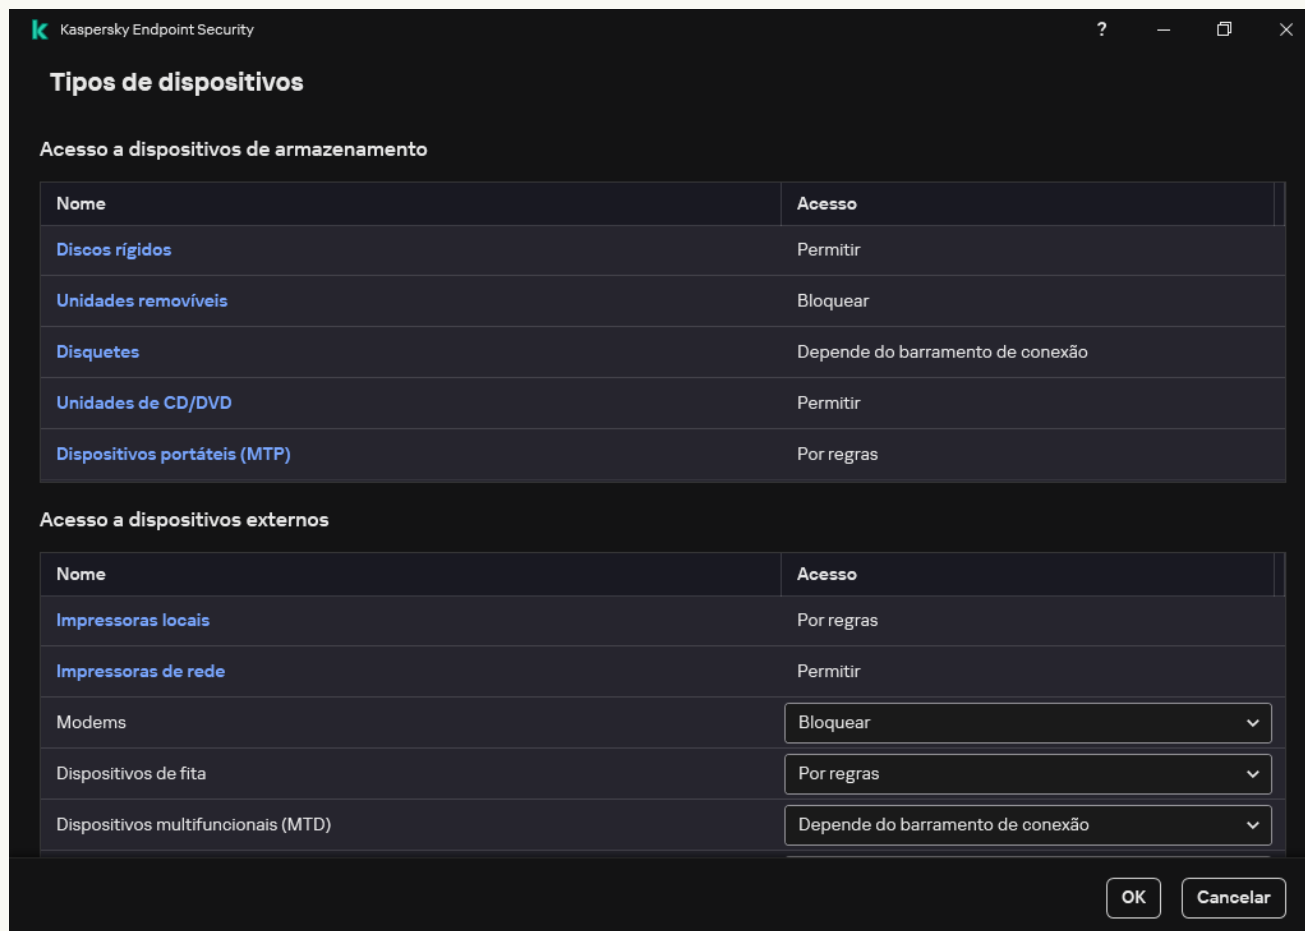 Kaspersky Endpoint Security
Tipos de dispositivos
Acesso a dispositivos de armazenamento
Nome Acesso
Discos rígidos Permitir
Unidades removíveis Bloquear
Disquetes Depende do barramento de conexão
Unidades de CD/DVD Permitir
Dispositivos portáteis (MTP) Por regras
Acesso a dispositivos externos
Nome Acesso
Impressoras locais Por regras
Impressoras de rede Permitir
Modems Bloquear
Dispositivos de fita Por regras
Dispositivos multifuncionais (MTD) Depende do barramento de conexão
OK Cancelar